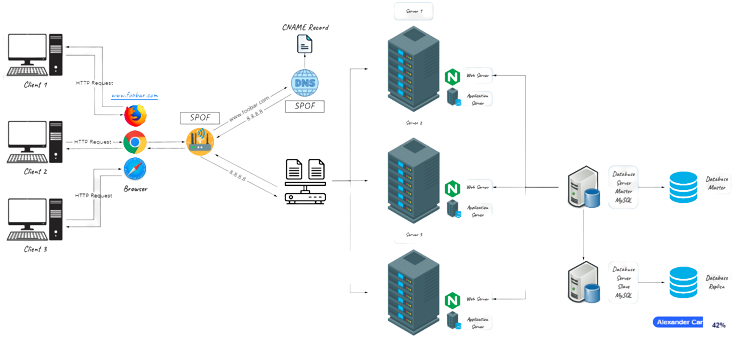 CNAME Record
Server 1
DNS
SPOF
Web Server
Application
Server
Client 1
HTTP Request
www.foobar.com
SPOF
www.foobar.com
8.8.8.8
Server 2
HTTP Request
Client 2
Browser
8.8.8.8
Web Server
Application
Server
Database
Server
Master
MySQL
Database
Master
HTTP Request
Client 3
Server 3
Web Server
Application
Server
Database
Server
Slave
MySQL
Database
Replica
Alexander Car
42%